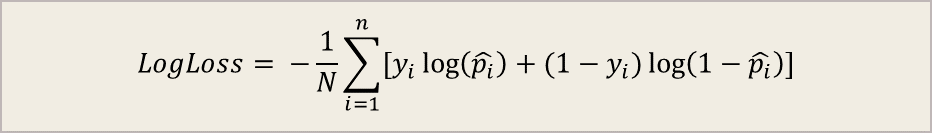 LogLoss = − 1/N ∑_{i=1}^{n} [y_i log(p̂_i) + (1 − y_i) log(1 − p̂_i)]